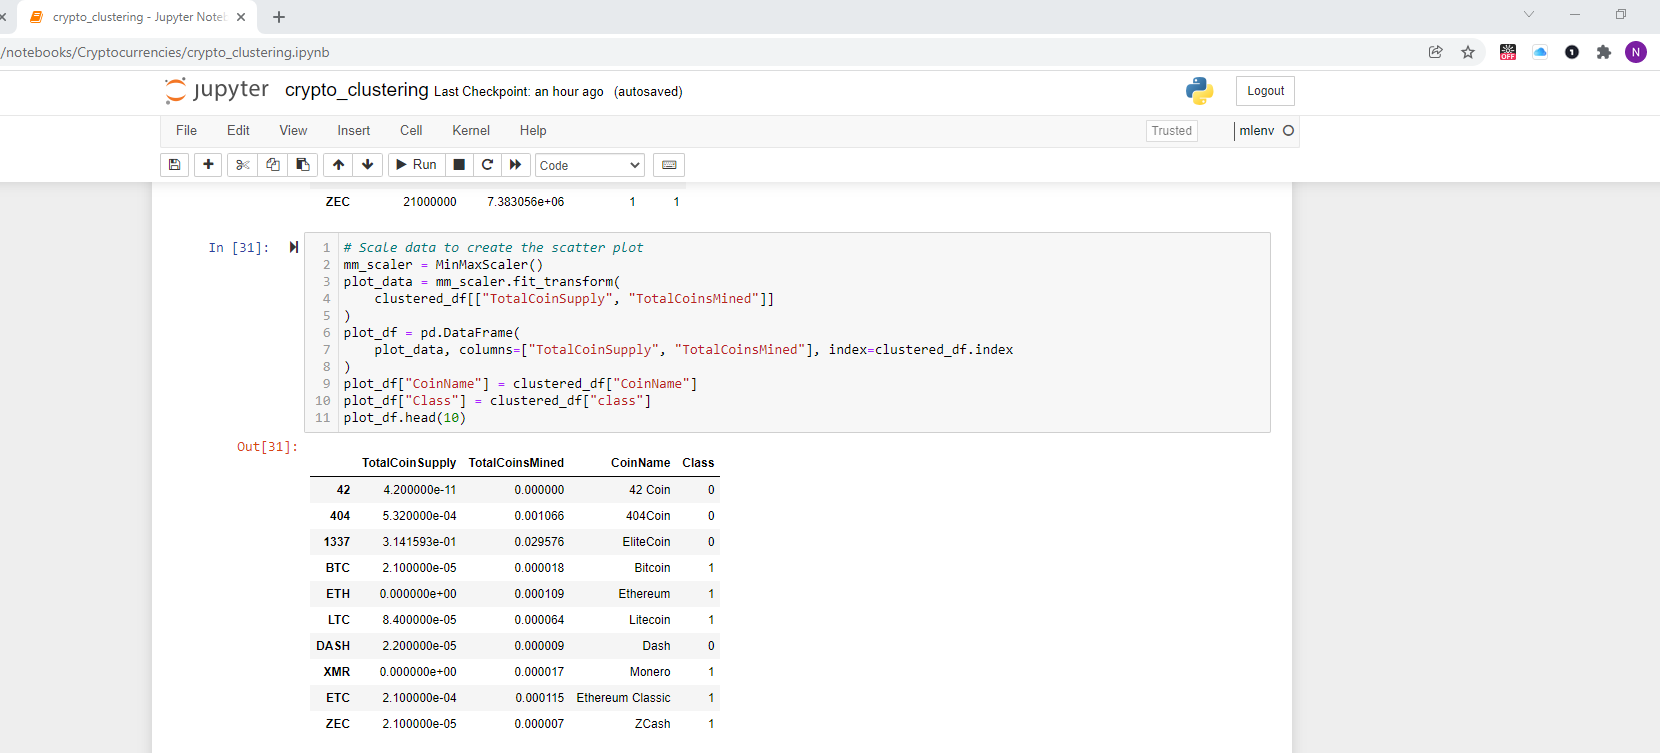 crypto_clustering - Jupyter Note
/notebooks/Cryptocurrencies/crypto_clustering.ipynb
OFF
1
N
jupyter crypto_clustering Last Checkpoint: an hour ago (autosaved)
Logout
File Edit View Insert Cell Kernel Help
Trusted
mlenv
Run
Code
ZEC 21000000 7.383056e+06 1 1
In [31]:
1 # Scale data to create the scatter plot
2 mm_scaler = MinMaxScaler()
3 plot_data = mm_scaler.fit_transform(
4     clustered_df[["TotalCoinSupply", "TotalCoinsMined"]]
5 )
6 plot_df = pd.DataFrame(
7     plot_data, columns=["TotalCoinSupply", "TotalCoinsMined"], index=clustered_df.index
8 )
9 plot_df["CoinName"] = clustered_df["CoinName"]
10 plot_df["Class"] = clustered_df["class"]
11 plot_df.head(10)
Out[31]:
TotalCoinSupply TotalCoinsMined CoinName Class
42 4.200000e-11 0.000000 42 Coin 0
404 5.320000e-04 0.001066 404Coin 0
1337 3.141593e-01 0.029576 EliteCoin 0
BTC 2.100000e-05 0.000018 Bitcoin 1
ETH 0.000000e+00 0.000109 Ethereum 1
LTC 8.400000e-05 0.000064 Litecoin 1
DASH 2.200000e-05 0.000009 Dash 0
XMR 0.000000e+00 0.000017 Monero 1
ETC 2.100000e-04 0.000115 Ethereum Classic 1
ZEC 2.100000e-05 0.000007 ZCash 1